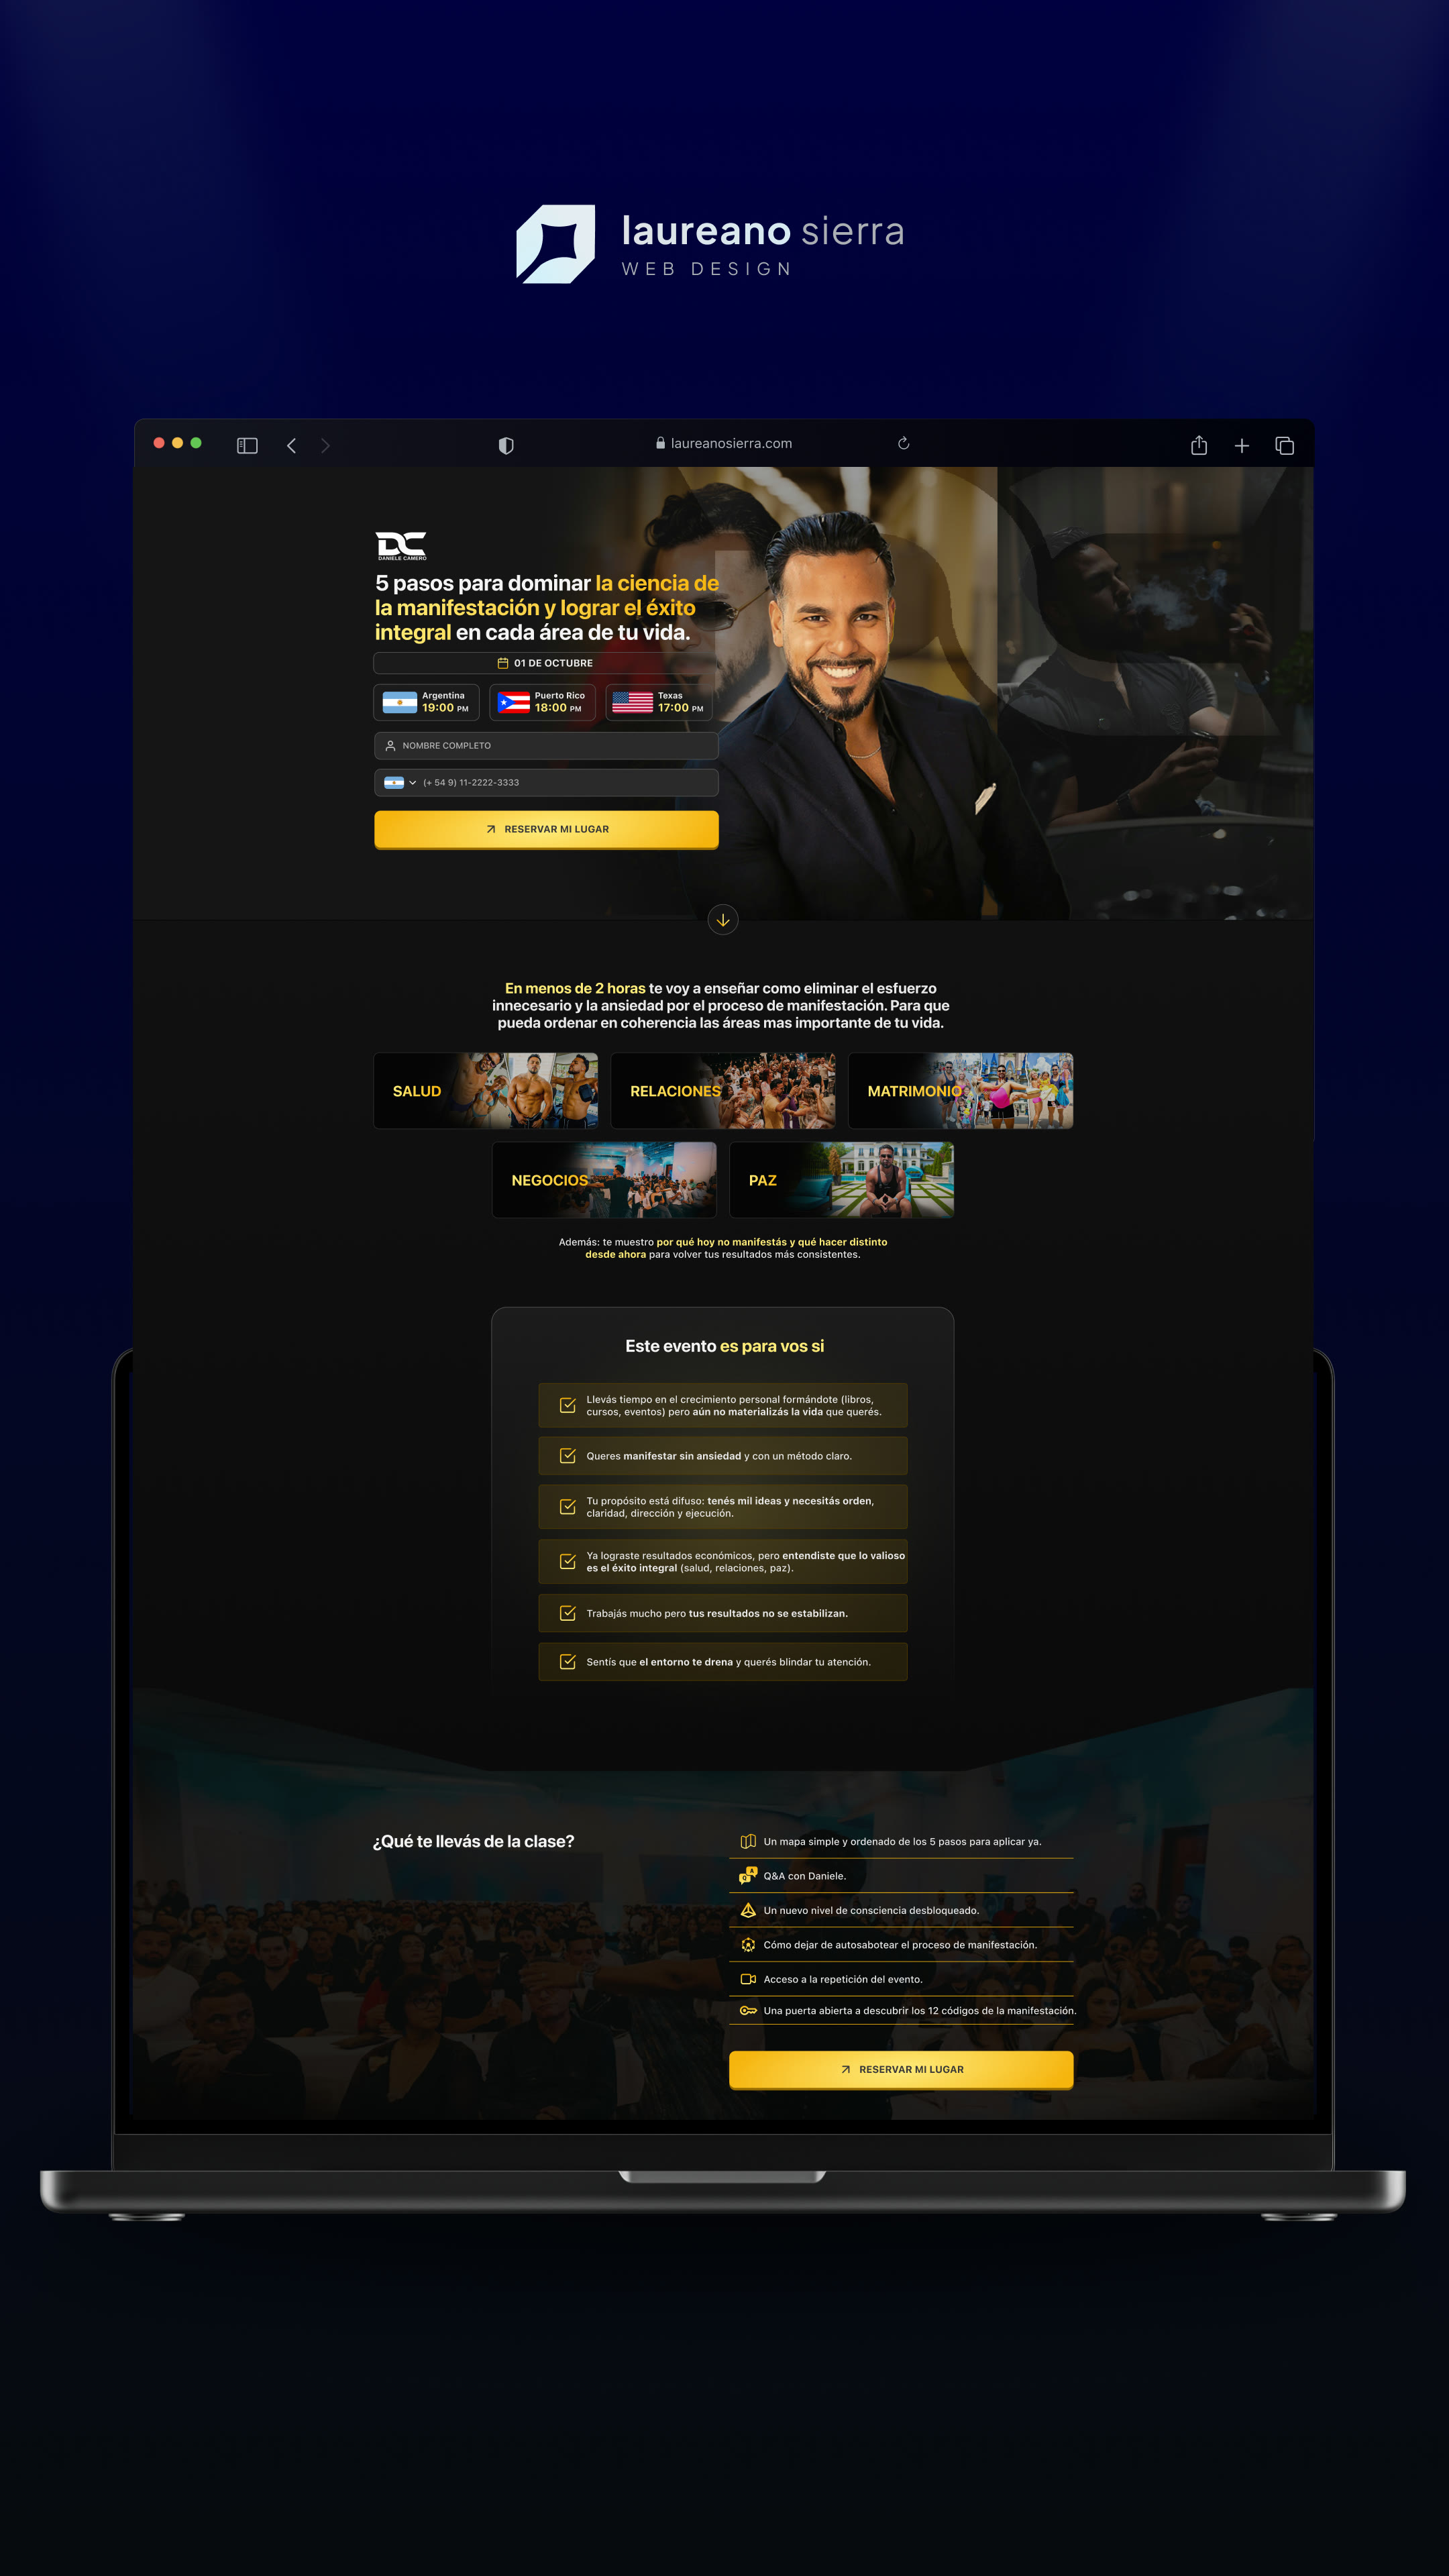 laureano sierra
WEB DESIGN
laureanosierra.com
DC
DANIELE CAMERO
5 pasos para dominar la ciencia de
la manifestación y lograr el éxito
integral en cada área de tu vida.
01 DE OCTUBRE
Argentina
19:00 PM
Puerto Rico
18:00 PM
Texas
17:00 PM
NOMBRE COMPLETO
(+ 54 9) 11-2222-3333
RESERVAR MI LUGAR
En menos de 2 horas te voy a enseñar como eliminar el esfuerzo
innecesario y la ansiedad por el proceso de manifestación. Para que
pueda ordenar en coherencia las áreas mas importante de tu vida.
SALUD
RELACIONES
MATRIMONIO
NEGOCIOS
PAZ
Además: te muestro por qué hoy no manifestás y qué hacer distinto
desde ahora para volver tus resultados más consistentes.
Este evento es para vos si
Llevás tiempo en el crecimiento personal formándote (libros,
cursos, eventos) pero aún no materializás la vida que querés.
Queres manifestar sin ansiedad y con un método claro.
Tu propósito está difuso: tenés mil ideas y necesitás orden,
claridad, dirección y ejecución.
Ya lograste resultados económicos, pero entendiste que lo valioso
es el éxito integral (salud, relaciones, paz).
Trabajás mucho pero tus resultados no se estabilizan.
Sentís que el entorno te drena y querés blindar tu atención.
¿Qué te llevás de la clase?
Un mapa simple y ordenado de los 5 pasos para aplicar ya.
Q&A con Daniele.
Un nuevo nivel de consciencia desbloqueado.
Cómo dejar de autosabotear el proceso de manifestación.
Acceso a la repetición del evento.
Una puerta abierta a descubrir los 12 códigos de la manifestación.
RESERVAR MI LUGAR